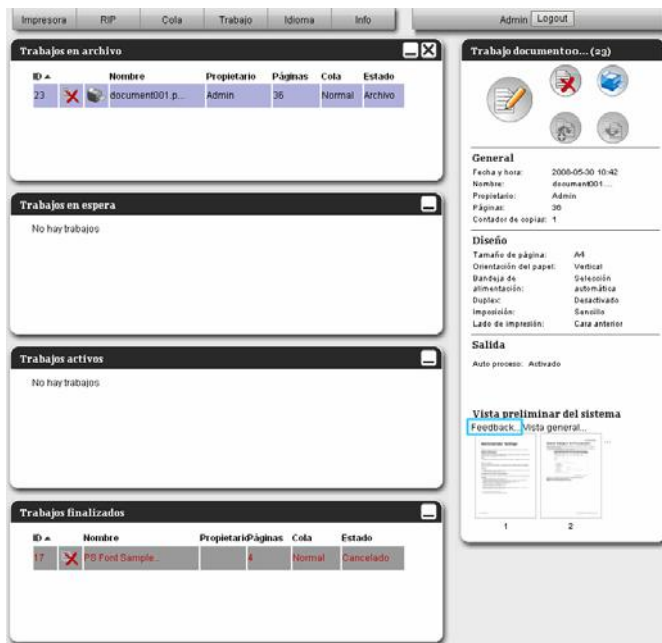 Impresora RIP Cola Trabajo Idioma Info
Admin Logout
Trabajos en archivo
ID Nombre Propietario Páginas Cola Estado
23 document001.p... Admin 36 Normal Archivo
Trabajos en espera
No hay trabajos
Trabajos activos
No hay trabajos
Trabajos finalizados
ID Nombre Propietario Páginas Cola Estado
17 PS Font Sample... 4 Normal Cancelado
Trabajo document00... (23)
General
Fecha y hora: 2008-05-30 10:42
Nombre: document001...
Propietario: Admin
Páginas: 36
Contador de copias: 1
Diseño
Tamaño de página: A4
Orientación del papel: Vertical
Bandeja de alimentación: Selección automática
Duplex: Desactivado
Imposición: Sencillo
Lado de impresión: Cara anterior
Salida
Auto proceso: Activado
Vista preliminar del sistema
Feedback... Vista general...
...
1 2